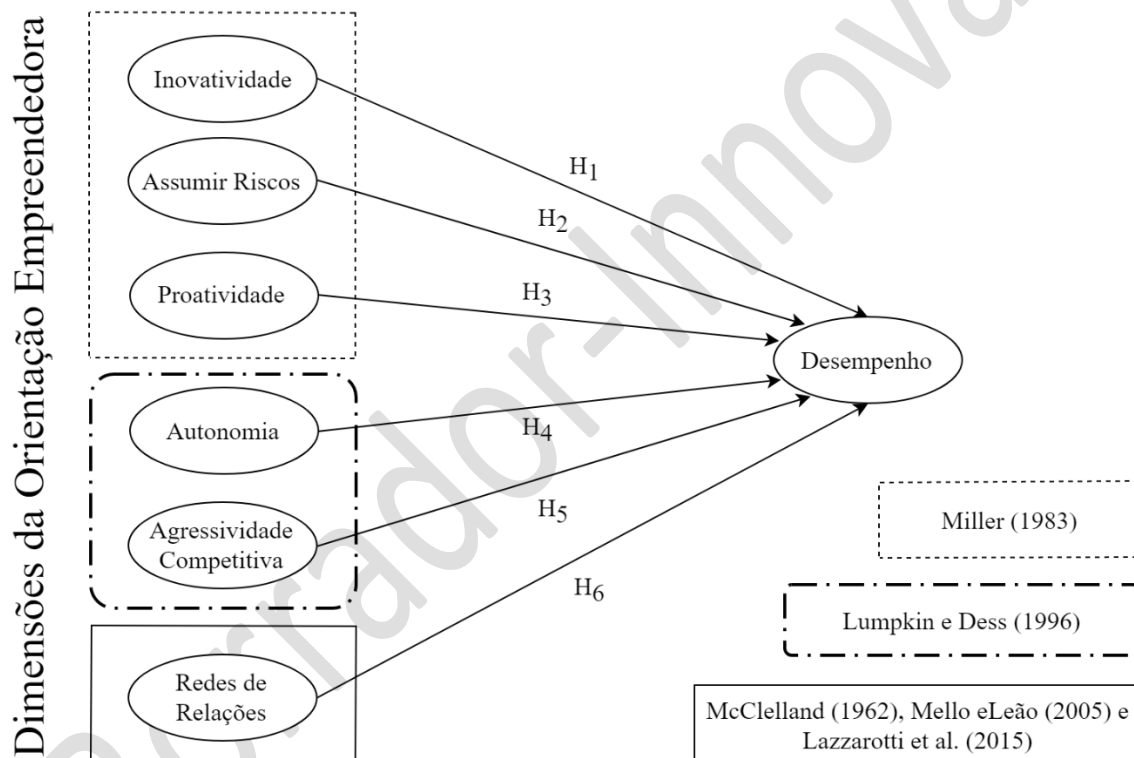 Dimensões da Orientação Empreendedora
Inovatividade
Assumir Riscos
Proatividade
Autonomia
Agressividade
Competitiva
Redes de
Relações
H1
H2
H3
H4
H5
H6
Desempenho
Miller (1983)
Lumpkin e Dess (1996)
McClelland (1962), Mello eLeão (2005) e
Lazzarotti et al. (2015)
Borrador-Innova